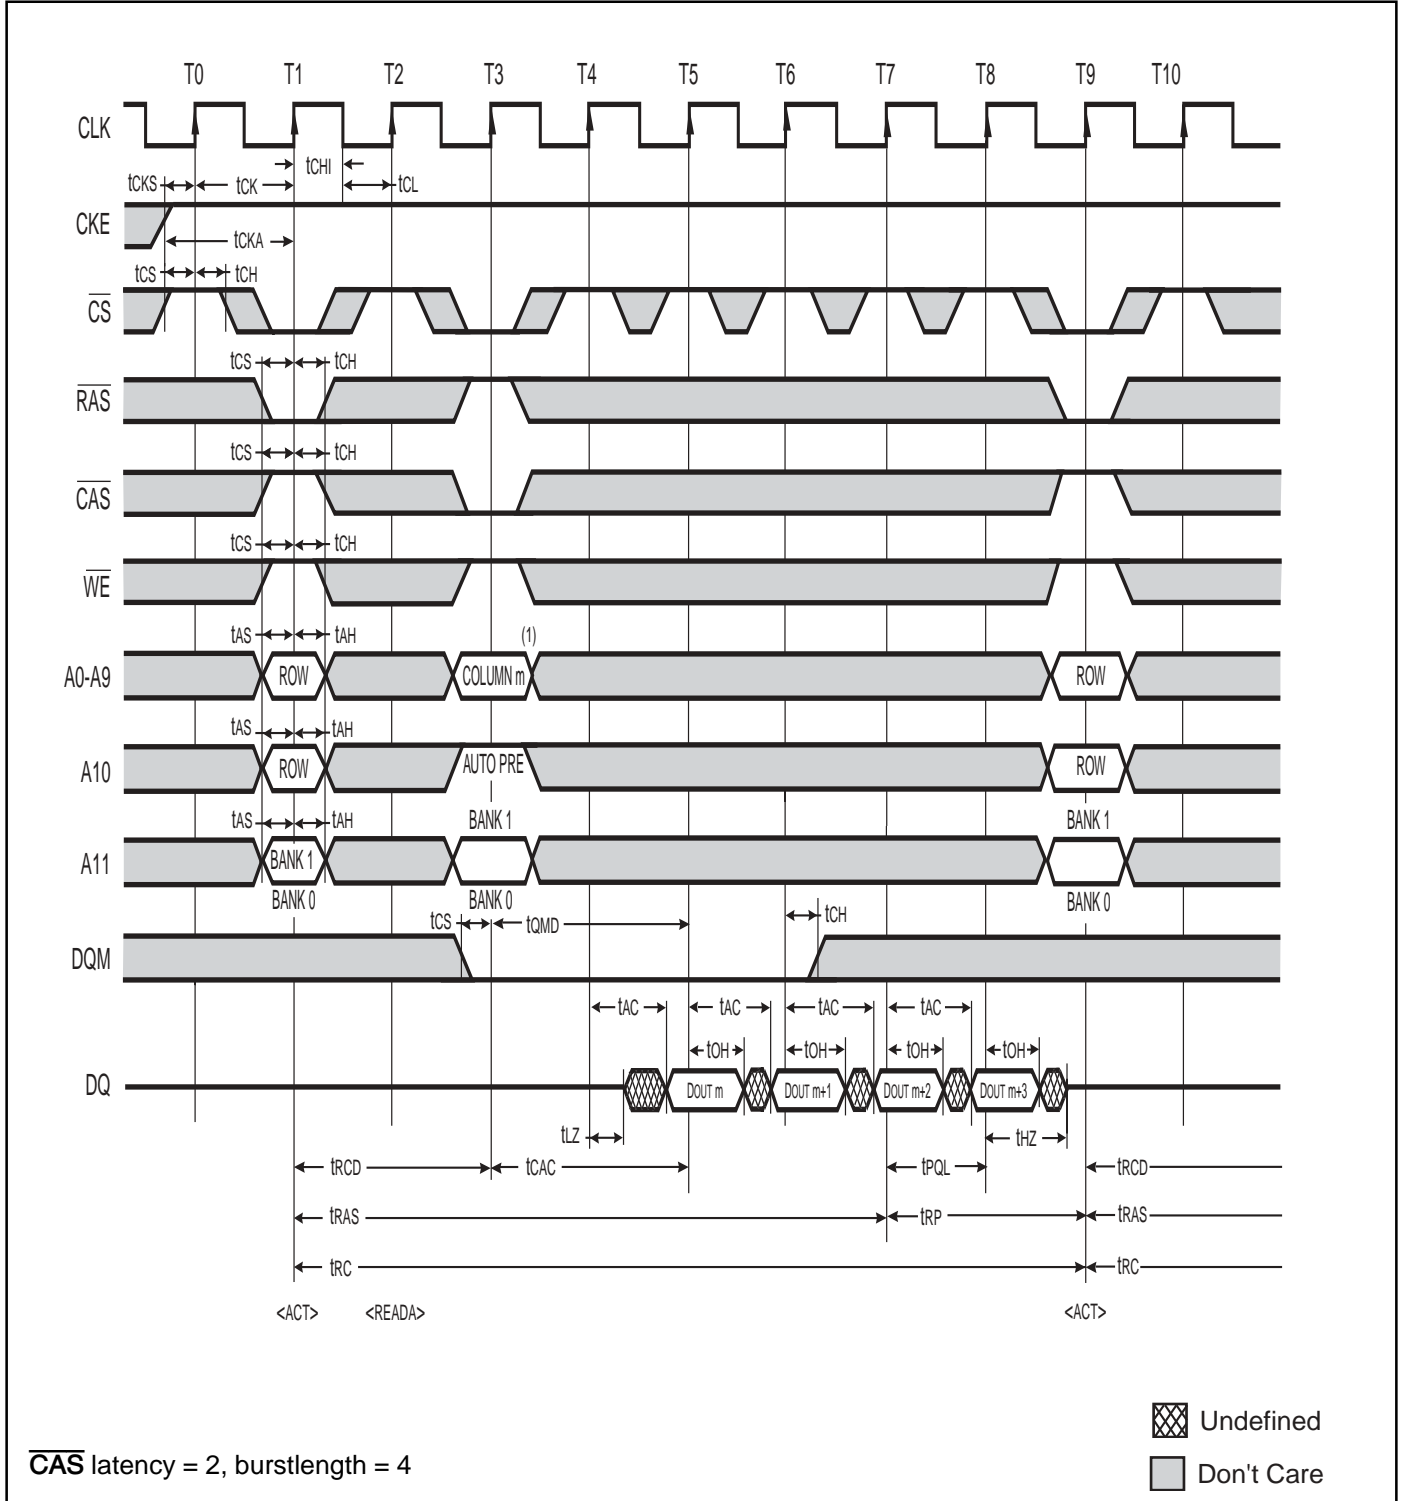 T0 T1 T2 T3 T4 T5 T6 T7 T8 T9 T10
CLK
tCHI
tCKS tCK tCL
CKE
tCKA
tCS tCH
CS
tCS tCH
RAS
tCS tCH
CAS
tCS tCH
WE
tAS tAH (1)
A0-A9 ROW COLUMN m ROW
tAS tAH
A10 ROW AUTO PRE ROW
tAS tAH BANK 1 BANK 1
A11 BANK 1
BANK 0 BANK 0 BANK 0
tCS tQMD tCH
DQM
tAC tAC tAC tAC
tOH tOH tOH tOH
DQ DOUT m DOUT m+1 DOUT m+2 DOUT m+3
tLZ tHZ
tRCD tCAC tPQL tRCD
tRAS tRP tRAS
tRC tRC
<ACT> <READA> <ACT>
Undefined
CAS latency = 2, burstlength = 4
Don't Care